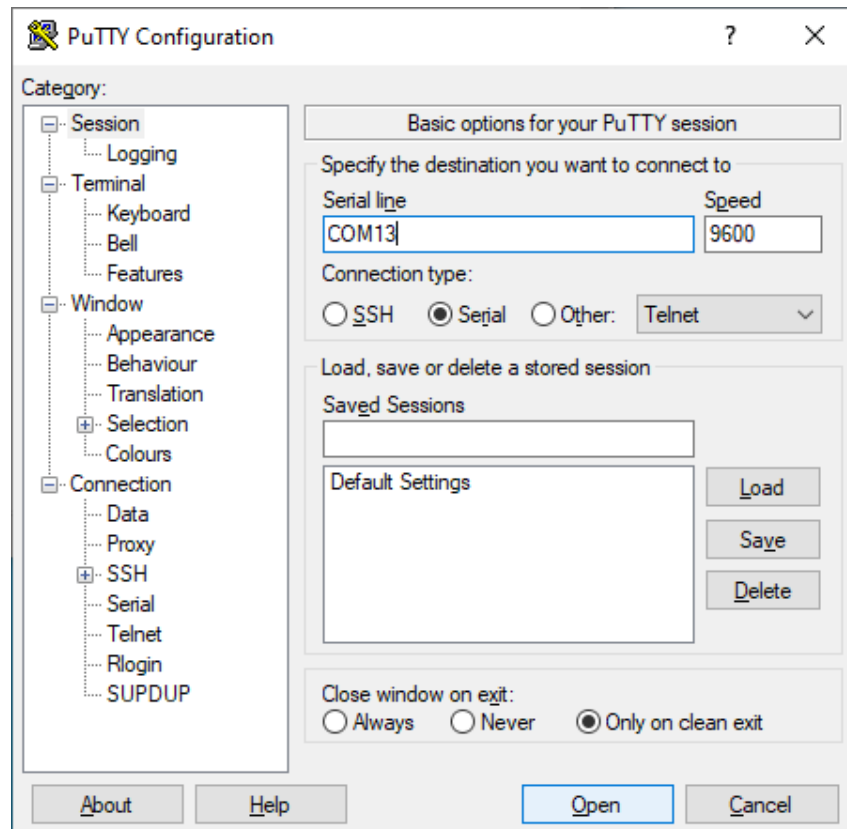 PuTTY Configuration
?
Category:
Session
Logging
Terminal
Keyboard
Bell
Features
Window
Appearance
Behaviour
Translation
Selection
Colours
Connection
Data
Proxy
SSH
Serial
Telnet
Rlogin
SUPDUP
Basic options for your PuTTY session
Specify the destination you want to connect to
Serial line Speed
COM13 9600
Connection type:
SSH Serial Other: Telnet
Load, save or delete a stored session
Saved Sessions
Default Settings
Load
Save
Delete
Close window on exit:
Always Never Only on clean exit
About Help Open Cancel